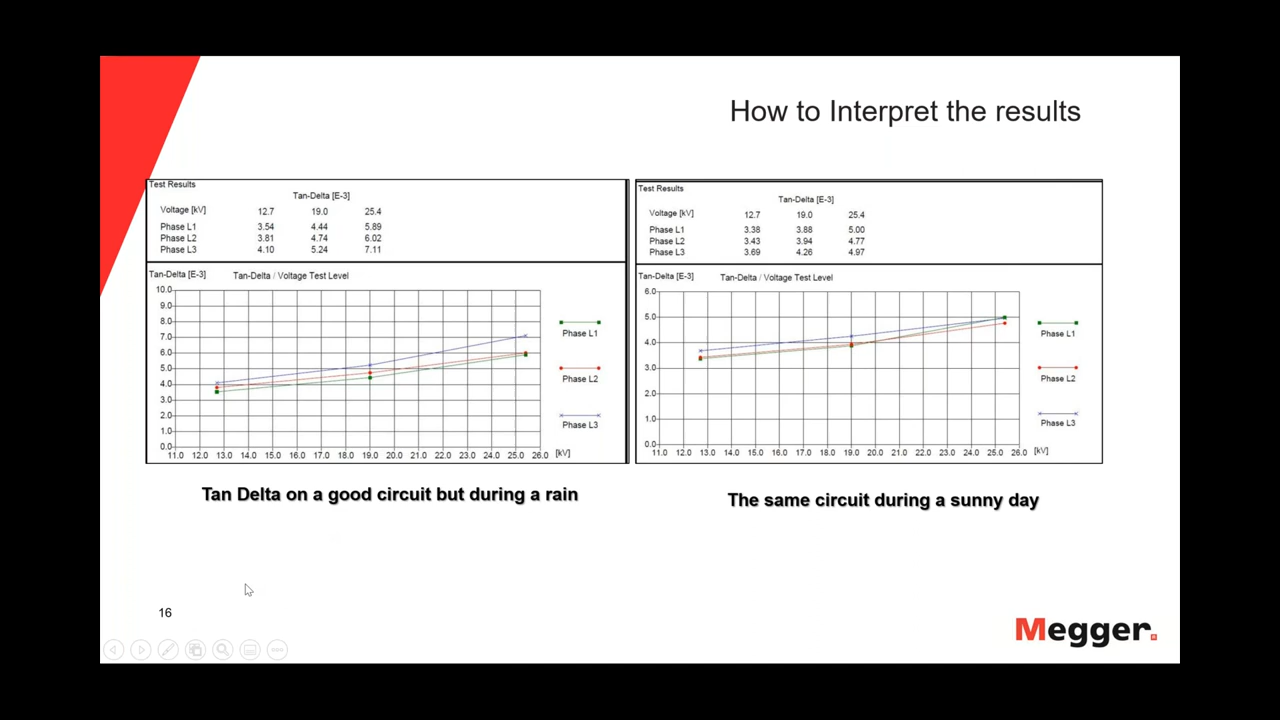 How to Interpret the results
Test Results
Tan-Delta [E-3]
Voltage [kV] 12.7 19.0 25.4
Phase L1 3.54 4.44 5.89
Phase L2 3.81 4.74 6.02
Phase L3 4.10 5.24 7.11
Tan-Delta [E-3] Tan-Delta / Voltage Test Level
10.0
9.0
8.0
7.0
6.0
5.0
4.0
3.0
2.0
1.0
0.0
11.0 12.0 13.0 14.0 15.0 16.0 17.0 18.0 19.0 20.0 21.0 22.0 23.0 24.0 25.0 26.0 [kV]
Phase L1
Phase L2
Phase L3
Tan Delta on a good circuit but during a rain
Test Results
Tan-Delta [E-3]
Voltage [kV] 12.7 19.0 25.4
Phase L1 3.38 3.88 5.00
Phase L2 3.43 3.94 4.77
Phase L3 3.69 4.26 4.97
Tan-Delta [E-3] Tan-Delta / Voltage Test Level
6.0
5.0
4.0
3.0
2.0
1.0
0.0
11.0 12.0 13.0 14.0 15.0 16.0 17.0 18.0 19.0 20.0 21.0 22.0 23.0 24.0 25.0 26.0 [kV]
Phase L1
Phase L2
Phase L3
The same circuit during a sunny day
16
Megger.